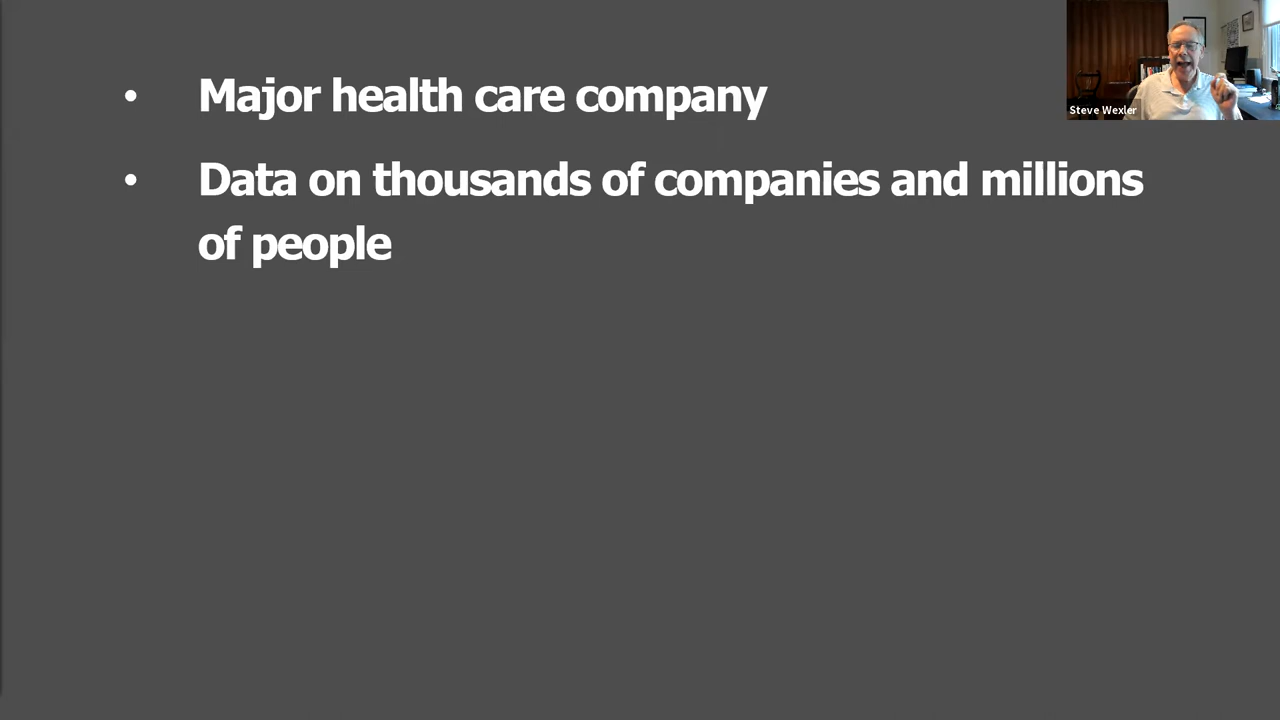 • Major health care company
Steve Wexler
• Data on thousands of companies and millions
of people